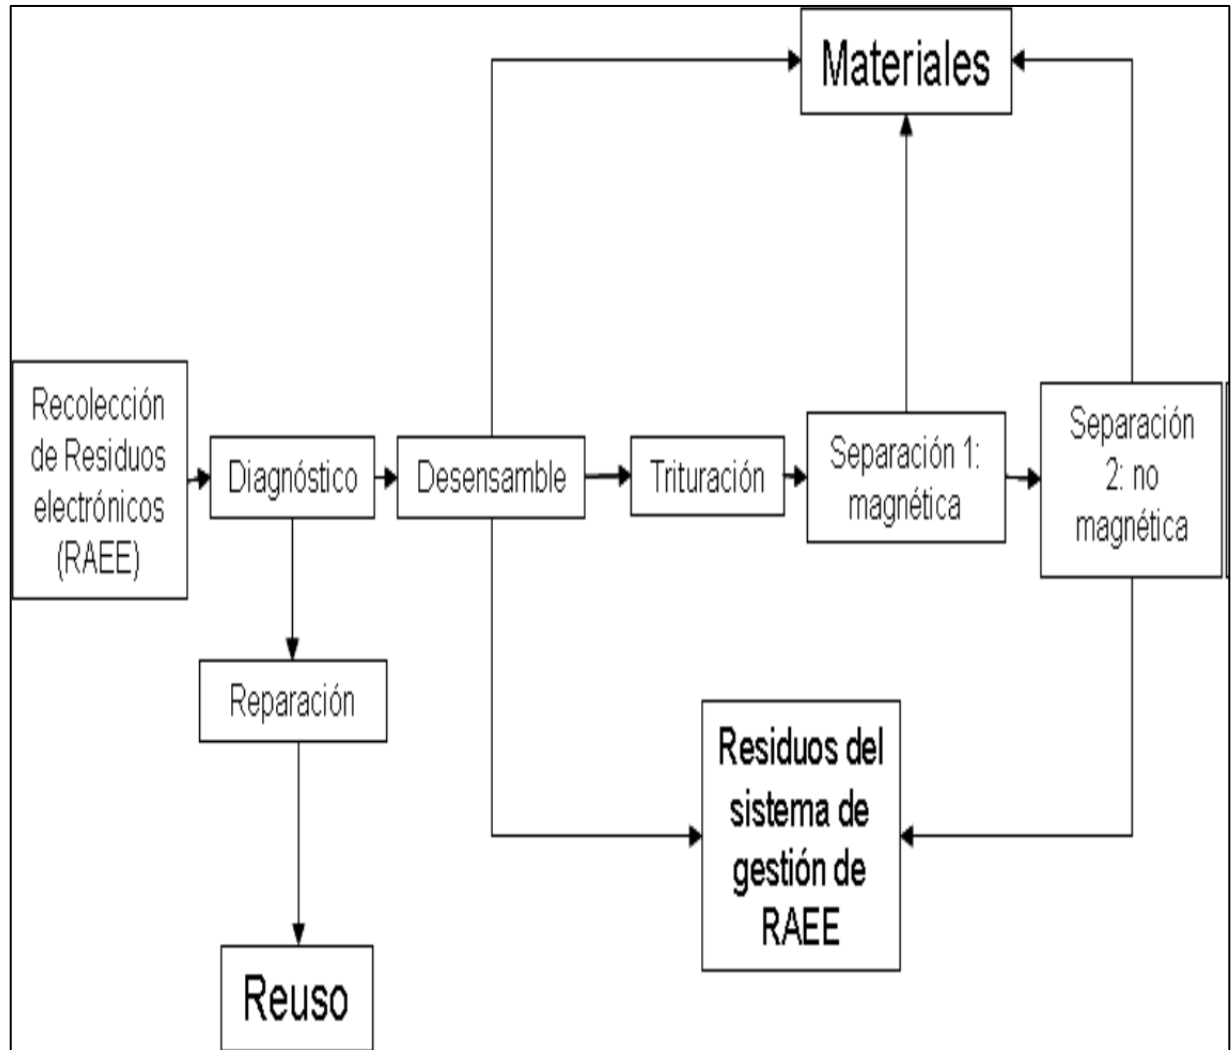 Materiales
Recolección
de Residuos
electrónicos
(RAEE)
Diagnóstico
Desensamble
Trituración
Separación 1:
magnética
Separación
2: no
magnética
Reparación
Residuos del
sistema de
gestión de
RAEE
Reuso